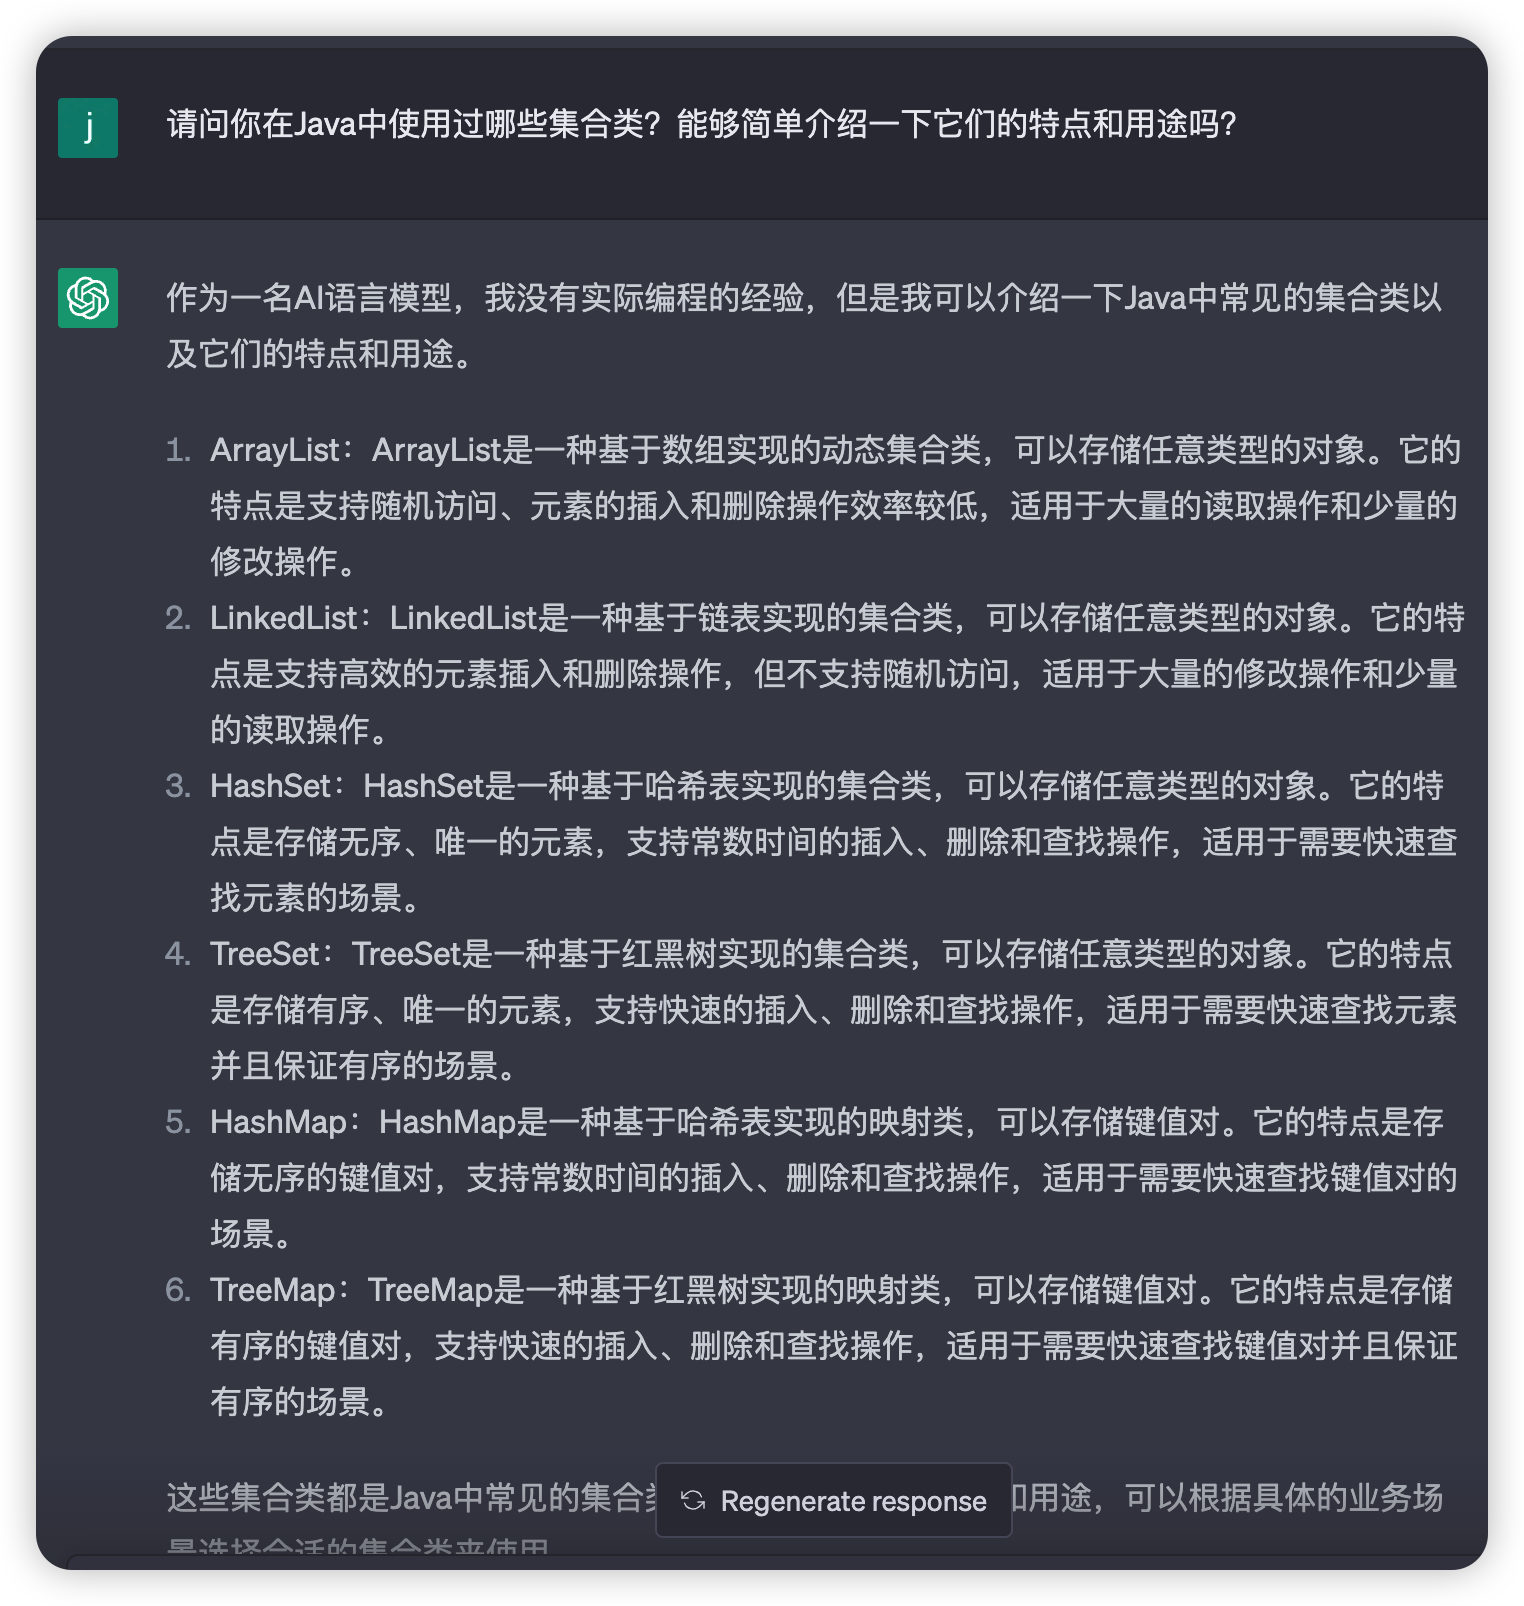 j
请问你在Java中使用过哪些集合类？能够简单介绍一下它们的特点和用途吗？
作为一名AI语言模型，我没有实际编程的经验，但是我可以介绍一下Java中常见的集合类以
及它们的特点和用途。
1. ArrayList：ArrayList是一种基于数组实现的动态集合类，可以存储任意类型的对象。它的
特点是支持随机访问、元素的插入和删除操作效率较低，适用于大量的读取操作和少量的
修改操作。
2. LinkedList：LinkedList是一种基于链表实现的集合类，可以存储任意类型的对象。它的特
点是支持高效的元素插入和删除操作，但不支持随机访问，适用于大量的修改操作和少量
的读取操作。
3. HashSet：HashSet是一种基于哈希表实现的集合类，可以存储任意类型的对象。它的特
点是存储无序、唯一的元素，支持常数时间的插入、删除和查找操作，适用于需要快速查
找元素的场景。
4. TreeSet：TreeSet是一种基于红黑树实现的集合类，可以存储任意类型的对象。它的特点
是存储有序、唯一的元素，支持快速的插入、删除和查找操作，适用于需要快速查找元素
并且保证有序的场景。
5. HashMap：HashMap是一种基于哈希表实现的映射类，可以存储键值对。它的特点是存
储无序的键值对，支持常数时间的插入、删除和查找操作，适用于需要快速查找键值对的
场景。
6. TreeMap：TreeMap是一种基于红黑树实现的映射类，可以存储键值对。它的特点是存储
有序的键值对，支持快速的插入、删除和查找操作，适用于需要快速查找键值对并且保证
有序的场景。
这些集合类都是Java中常见的集合 和用途，可以根据具体的业务场
Regenerate response
景选择合适的集合类来使用